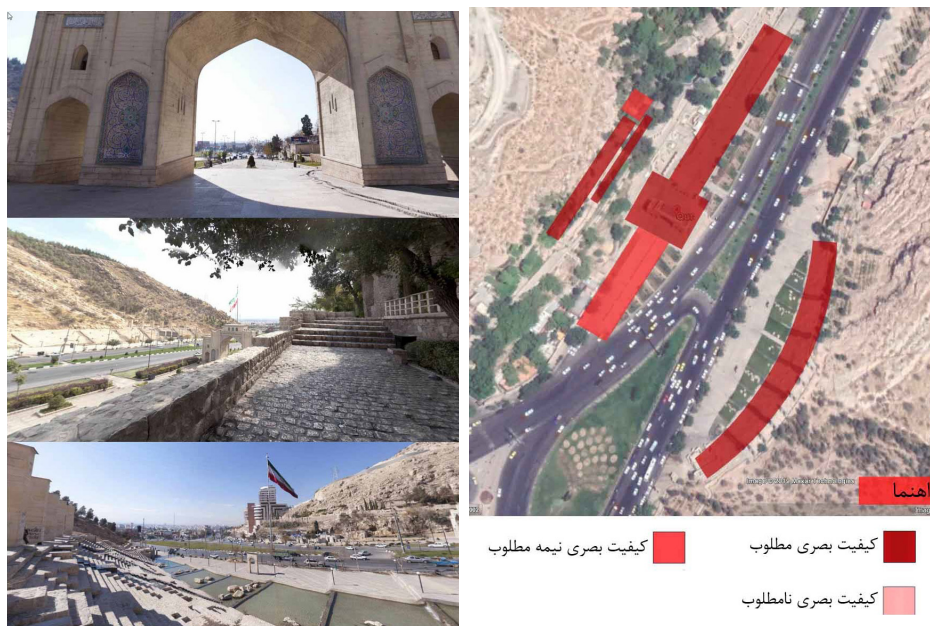 راهنما
کیفیت بصری مطلوب
کیفیت بصری نیمه مطلوب
کیفیت بصری نامطلوب